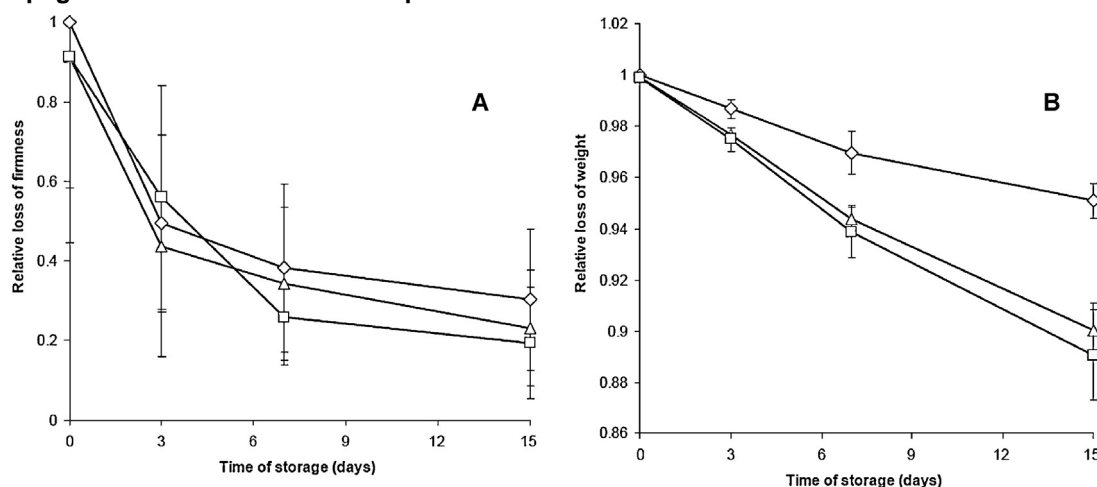 1
0.8
0.6
0.4
0.2
0
0 3 6 9 12 15
Relative loss of firmness
Time of storage (days)
A
1.02
1
0.98
0.96
0.94
0.92
0.9
0.88
0.86
0 3 6 9 12 15
Relative loss of weight
Time of storage (days)
B